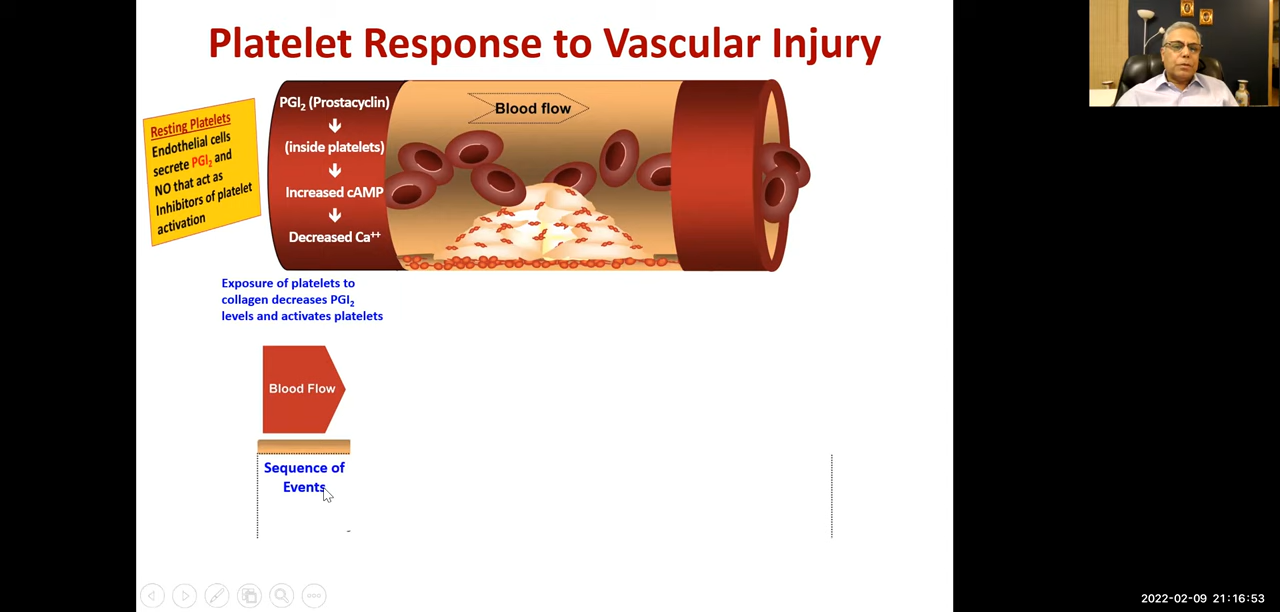 Platelet Response to Vascular Injury
Resting Platelets
Endothelial cells
secrete PGI2 and
NO that act as
Inhibitors of platelet
activation
PGI2 (Prostacyclin)
(inside platelets)
Increased cAMP
Decreased Ca++
Blood flow
Exposure of platelets to
collagen decreases PGI2
levels and activates platelets
Blood Flow
Sequence of
Events
2022-02-09 21:16:53